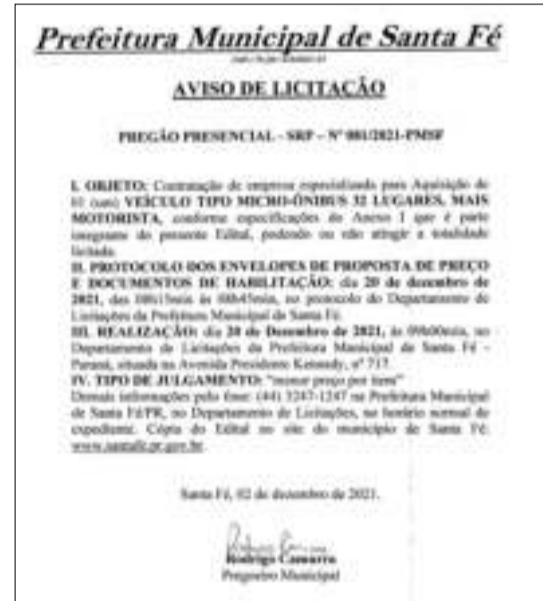 Prefeitura Municipal de Santa Fé
AVISO DE LICITAÇÃO
PREGÃO PRESENCIAL - SRP – Nº 081/2021-PMSF
I. OBJETO: Contratação de empresa especializada para Aquisição de
01 (um) VEÍCULO TIPO MICRO-ÔNIBUS 32 LUGARES, MAIS
MOTORISTA, conforme especificações do Anexo I que é parte
integrante do presente Edital, podendo ou não atingir a totalidade
licitada.
II. PROTOCOLO DOS ENVELOPES DE PROPOSTA DE PREÇO
E DOCUMENTOS DE HABILITAÇÃO: dia 20 de dezembro de
2021, das 08h15min às 08h45min, no protocolo do Departamento de
Licitações da Prefeitura Municipal de Santa Fé.
III. REALIZAÇÃO: dia 20 de Dezembro de 2021, às 09h00min, no
Departamento de Licitações da Prefeitura Municipal de Santa Fé -
Paraná, situada na Avenida Presidente Kennedy, nº 717.
IV. TIPO DE JULGAMENTO: "menor preço por item"
Demais informações pelo fone: (44) 3247-1247 na Prefeitura Municipal
de Santa Fé/PR, no Departamento de Licitações, no horário normal de
expediente. Cópia do Edital no site do município de Santa Fé:
www.santafe.pr.gov.br.
Santa Fé, 02 de dezembro de 2021.
Rodrigo Camarra
Pregoeiro Municipal